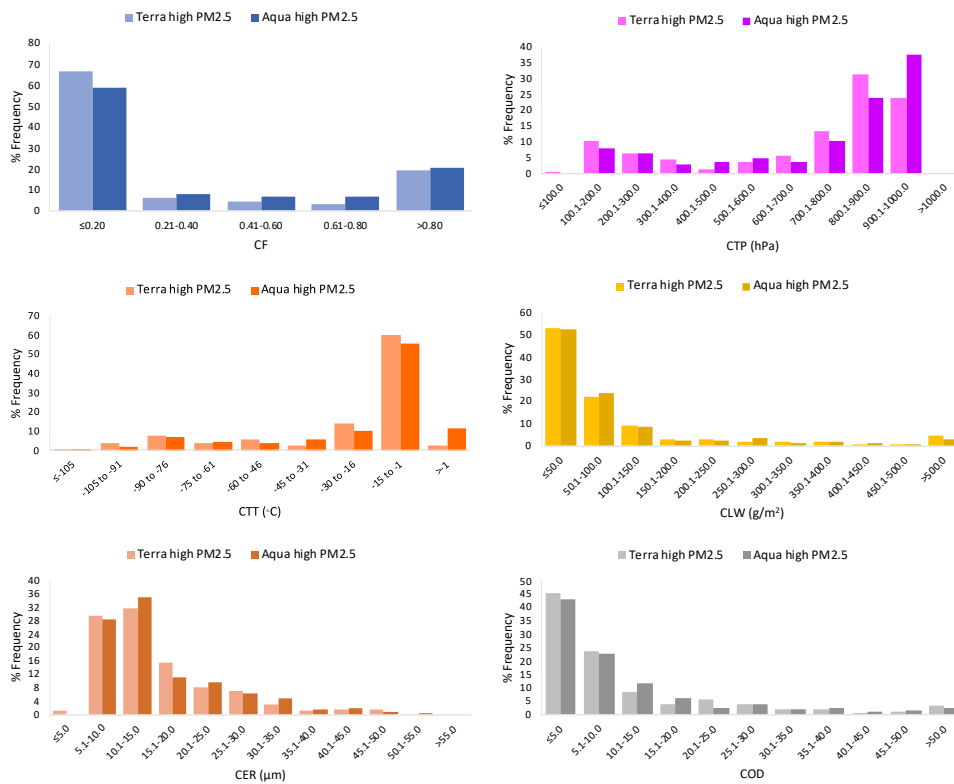 Terra high PM2.5 Aqua high PM2.5
% Frequency
80
70
60
50
40
30
20
10
0
≤0.20 0.21-0.40 0.41-0.60 0.61-0.80 >0.80
CF
Terra high PM2.5 Aqua high PM2.5
% Frequency
40
35
30
25
20
15
10
5
0
≤100.0 100.1-200.0 200.1-300.0 300.1-400.0 400.1-500.0 500.1-600.0 600.1-700.0 700.1-800.0 800.1-900.0 900.1-1000.0 >1000.0
CTP (hPa)
Terra high PM2.5 Aqua high PM2.5
% Frequency
70
60
50
40
30
20
10
0
≤-105 -105 to -91 -90 to -76 -75 to -61 -60 to -46 -45 to -31 -30 to -16 -15 to -1 >-1
CTT (◦C)
Terra high PM2.5 Aqua high PM2.5
% Frequency
60
50
40
30
20
10
0
≤50.0 50.1-100.0 100.1-150.0 150.1-200.0 200.1-250.0 250.1-300.0 300.1-350.0 350.1-400.0 400.1-450.0 450.1-500.0 >500.0
CLW (g/m²)
Terra high PM2.5 Aqua high PM2.5
% Frequency
40
36
32
28
24
20
16
12
8
4
0
≤5.0 5.1-10.0 10.1-15.0 15.1-20.0 20.1-25.0 25.1-30.0 30.1-35.0 35.1-40.0 40.1-45.0 45.1-50.0 50.1-55.0 >55.0
CER (μm)
Terra high PM2.5 Aqua high PM2.5
% Frequency
50
45
40
35
30
25
20
15
10
5
0
≤5.0 5.1-10.0 10.1-15.0 15.1-20.0 20.1-25.0 25.1-30.0 30.1-35.0 35.1-40.0 40.1-45.0 45.1-50.0 >50.0
COD